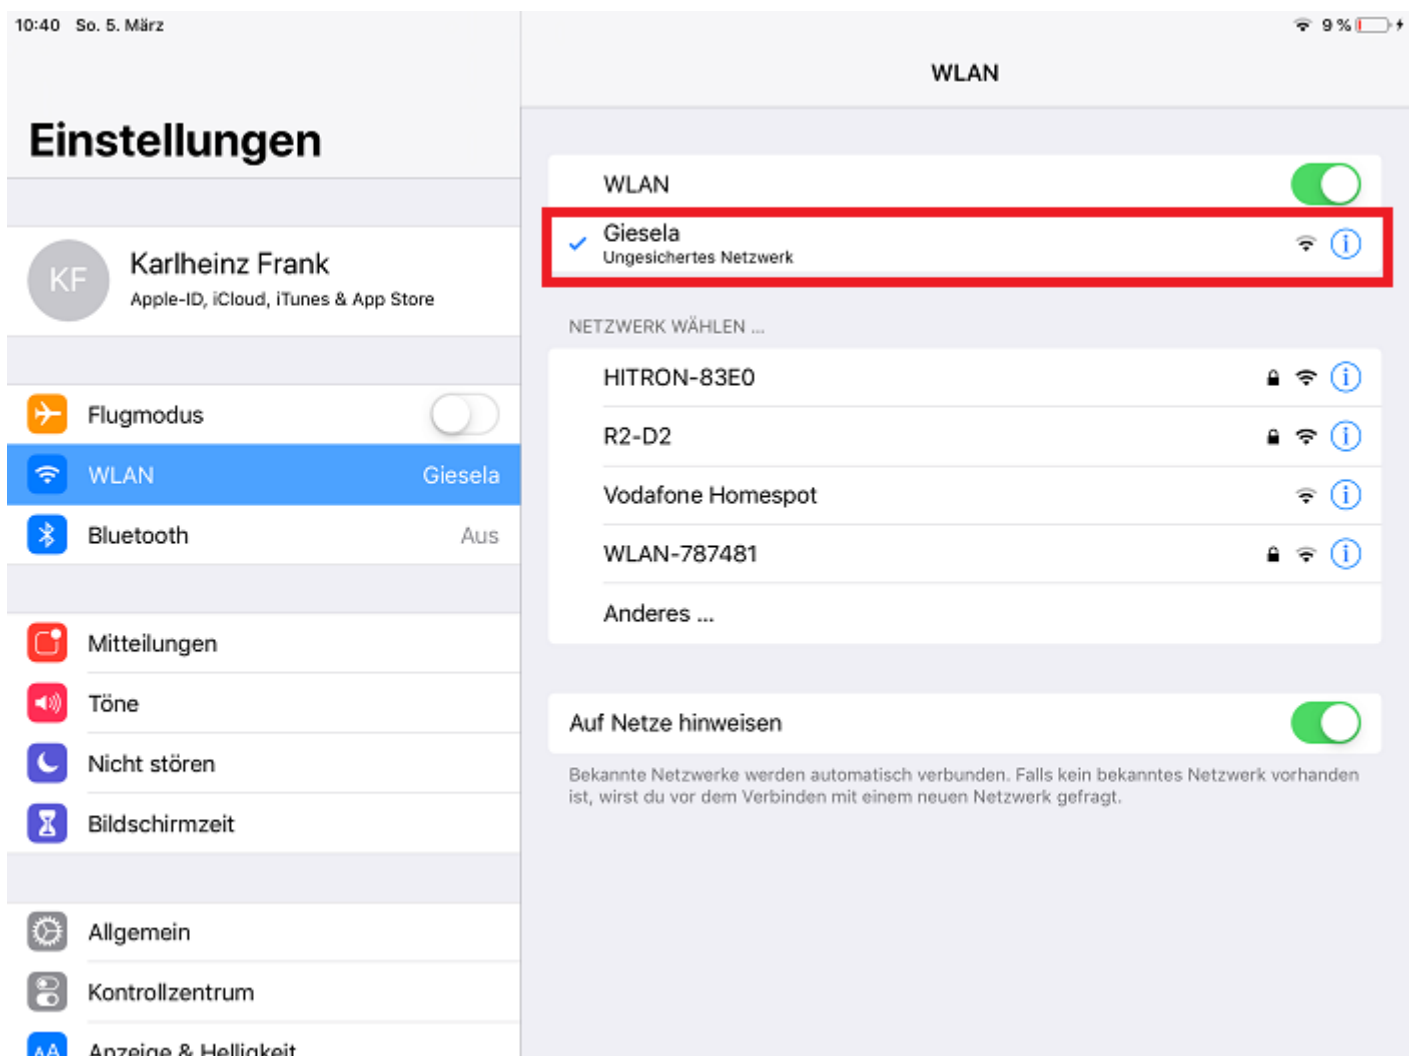 10:40 So. 5. März
9 %
Einstellungen
KF
Karlheinz Frank
Apple-ID, iCloud, iTunes & App Store
Flugmodus
WLAN Giesela
Bluetooth Aus
Mitteilungen
Töne
Nicht stören
Bildschirmzeit
Allgemein
Kontrollzentrum
AA Anzeige & Helligkeit
WLAN
WLAN
Giesela
Ungesichertes Netzwerk
NETZWERK WÄHLEN ...
HITRON-83E0
R2-D2
Vodafone Homespot
WLAN-787481
Anderes ...
Auf Netze hinweisen
Bekannte Netzwerke werden automatisch verbunden. Falls kein bekanntes Netzwerk vorhanden
ist, wirst du vor dem Verbinden mit einem neuen Netzwerk gefragt.